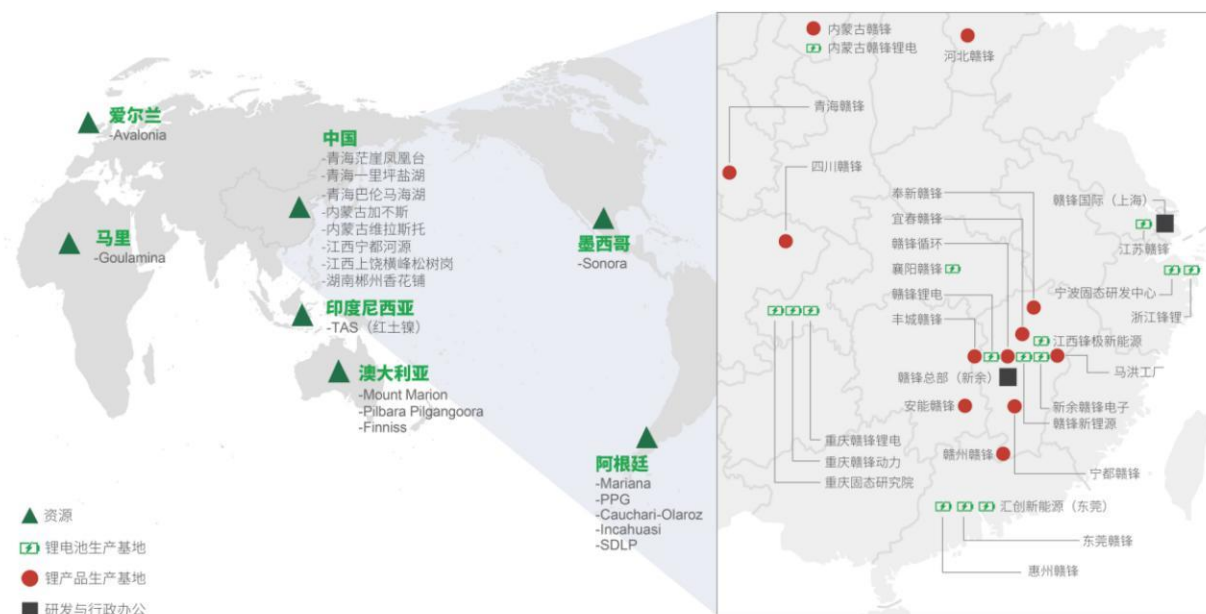 爱尔兰
-Avalonia
马里
-Goulamina
中国
-青海茫崖凤凰台
-青海一里坪盐湖
-青海巴伦马海湖
-内蒙古加不斯
-内蒙古维拉斯托
-江西宁都河源
-江西上饶横峰松树岗
-湖南郴州香花铺
印度尼西亚
-TAS（红土镍）
澳大利亚
-Mount Marion
-Pilbara Pilgangoora
-Finniss
墨西哥
-Sonora
阿根廷
-Mariana
-PPG
-Cauchari-Olaroz
-Incahuasi
-SDLP
资源
锂电池生产基地
锂产品生产基地
研发与行政办公
内蒙古赣锋
内蒙古赣锋锂电
河北赣锋
青海赣锋
四川赣锋
奉新赣锋
宜春赣锋
赣锋循环
襄阳赣锋
赣锋锂电
丰城赣锋
赣锋国际（上海）
江苏赣锋
宁波固态研发中心
浙江锋锂
江西锋极新能源
马洪工厂
赣锋总部（新余）
安能赣锋
新余赣锋电子
赣锋新锂源
重庆赣锋锂电
重庆赣锋动力
重庆固态研究院
赣州赣锋
宁都赣锋
汇创新能源（东莞）
东莞赣锋
惠州赣锋